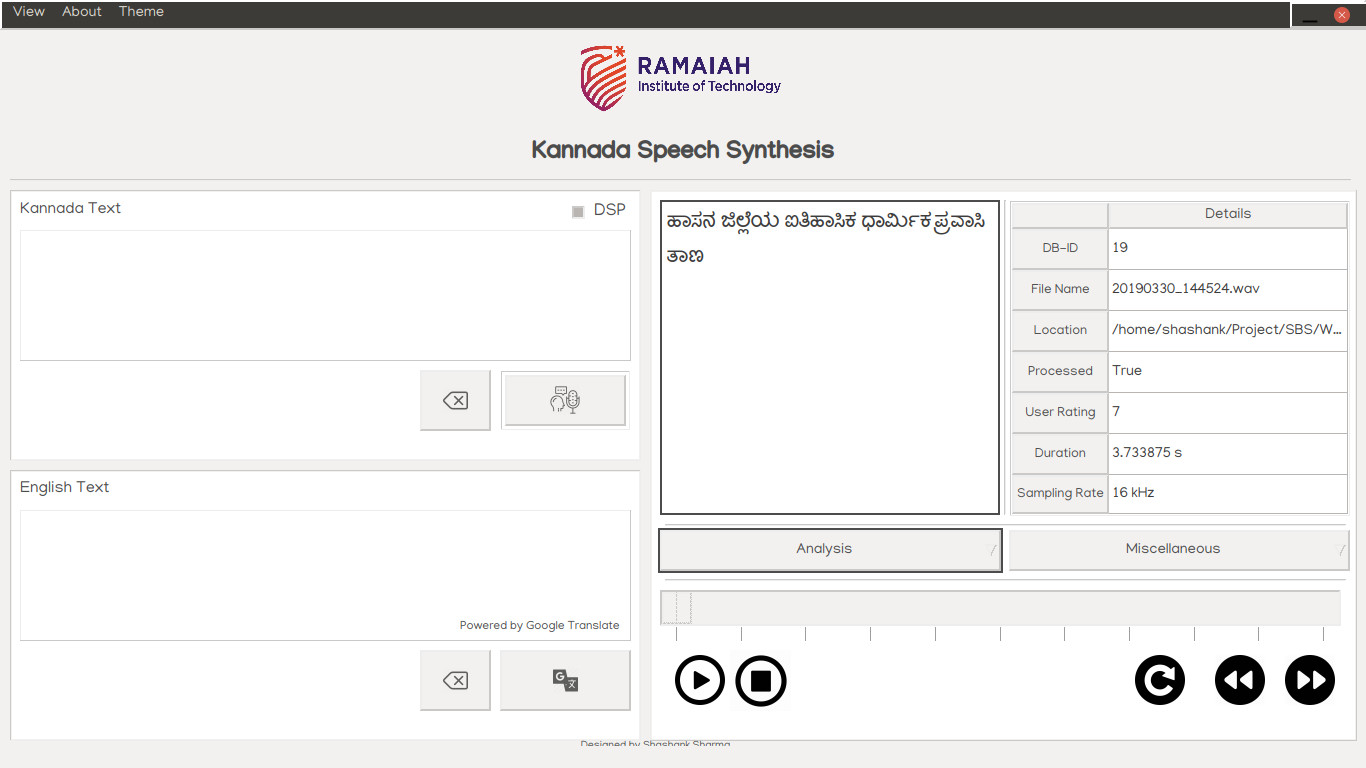 View About Theme
RAMAIAH
Institute of Technology
Kannada Speech Synthesis
Kannada Text
DSP
English Text
Powered by Google Translate
ಹಾಸನ ಜಿಲ್ಲೆಯ ಐತಿಹಾಸಿಕ ಧಾರ್ಮಿಕ ಪ್ರವಾಸಿ
ತಾಣ
Details
DB-ID 19
File Name 20190330_144524.wav
Location /home/shashank/Project/SBS/W...
Processed True
User Rating 7
Duration 3.733875 s
Sampling Rate 16 kHz
Analysis
Miscellaneous
Designed by Shashank Sharma